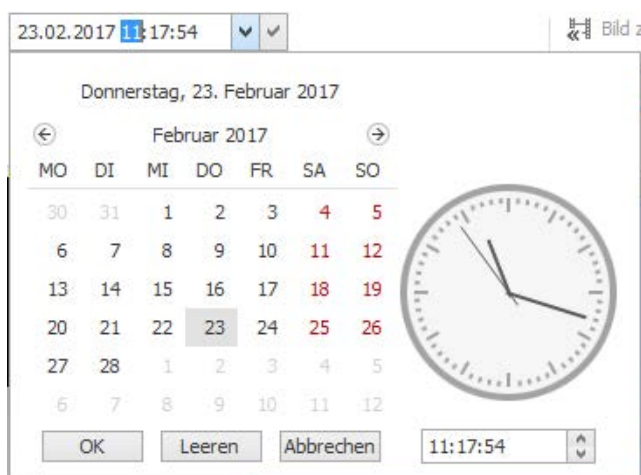 23.02.2017 11:17:54
Bild z
Donnerstag, 23. Februar 2017
Februar 2017
MO DI MI DO FR SA SO
30 31 1 2 3 4 5
6 7 8 9 10 11 12
13 14 15 16 17 18 19
20 21 22 23 24 25 26
27 28 1 2 3 4 5
6 7 8 9 10 11 12
OK Leeren Abbrechen 11:17:54